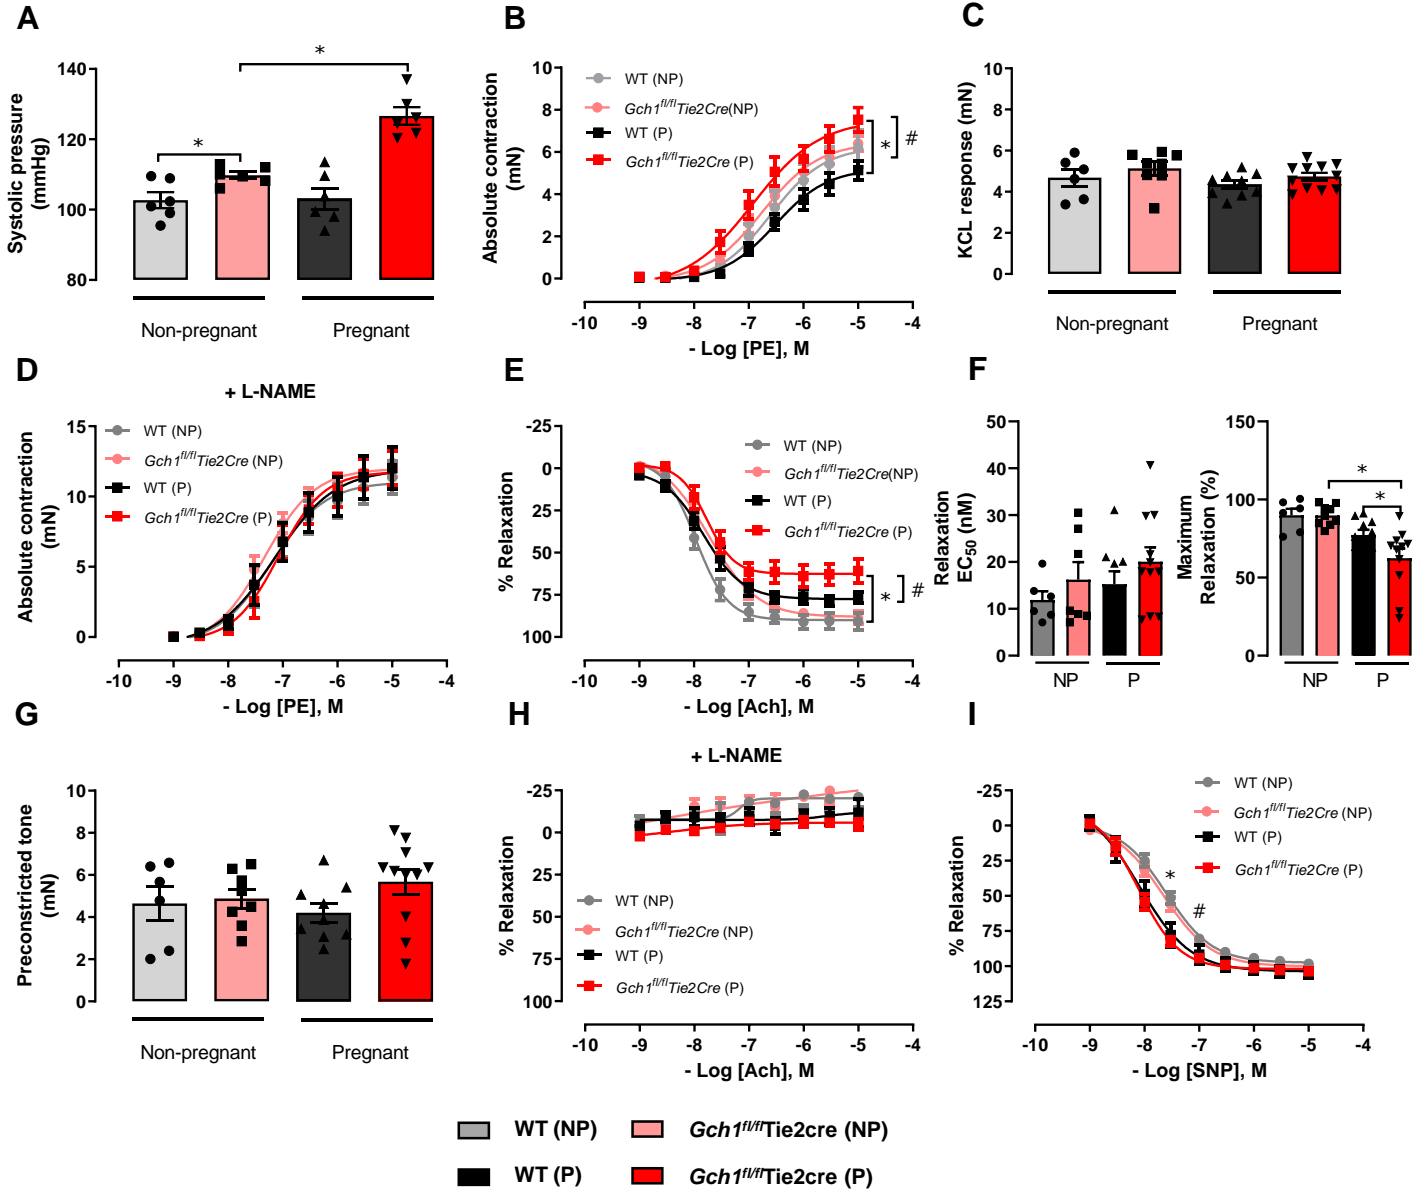 A
Systolic pressure
(mmHg)
140
120
100
80
*
*
Non-pregnant
Pregnant
B
Absolute contraction
(mN)
10
8
6
4
2
0
WT (NP)
Gch1fl/flTie2Cre(NP)
WT (P)
Gch1fl/flTie2Cre (P)
*
#
-10 -9 -8 -7 -6 -5 -4
- Log [PE], M
C
KCL response (mN)
10
8
6
4
2
0
Non-pregnant
Pregnant
D
+ L-NAME
Absolute contraction
(mN)
15
10
5
0
WT (NP)
Gch1fl/flTie2Cre (NP)
WT (P)
Gch1fl/flTie2Cre (P)
-10 -9 -8 -7 -6 -5 -4
- Log [PE], M
E
% Relaxation
-25
0
25
50
75
100
WT (NP)
Gch1fl/flTie2Cre(NP)
WT (P)
Gch1fl/flTie2Cre (P)
*
#
-10 -9 -8 -7 -6 -5 -4
- Log [Ach], M
F
Relaxation
EC50 (nM)
50
40
30
20
10
0
NP
P
Maximum
Relaxation (%)
150
100
50
0
*
*
NP
P
G
Preconstricted tone
(mN)
10
8
6
4
2
0
Non-pregnant
Pregnant
H
+ L-NAME
% Relaxation
-25
0
25
50
75
100
WT (NP)
Gch1fl/flTie2Cre (NP)
WT (P)
Gch1fl/flTie2Cre (P)
-10 -9 -8 -7 -6 -5 -4
- Log [Ach], M
I
% Relaxation
-25
0
25
50
75
100
125
WT (NP)
Gch1fl/flTie2Cre (NP)
WT (P)
Gch1fl/flTie2Cre (P)
*
#
-10 -9 -8 -7 -6 -5 -4
- Log [SNP], M
WT (NP)
Gch1fl/flTie2cre (NP)
WT (P)
Gch1fl/flTie2cre (P)